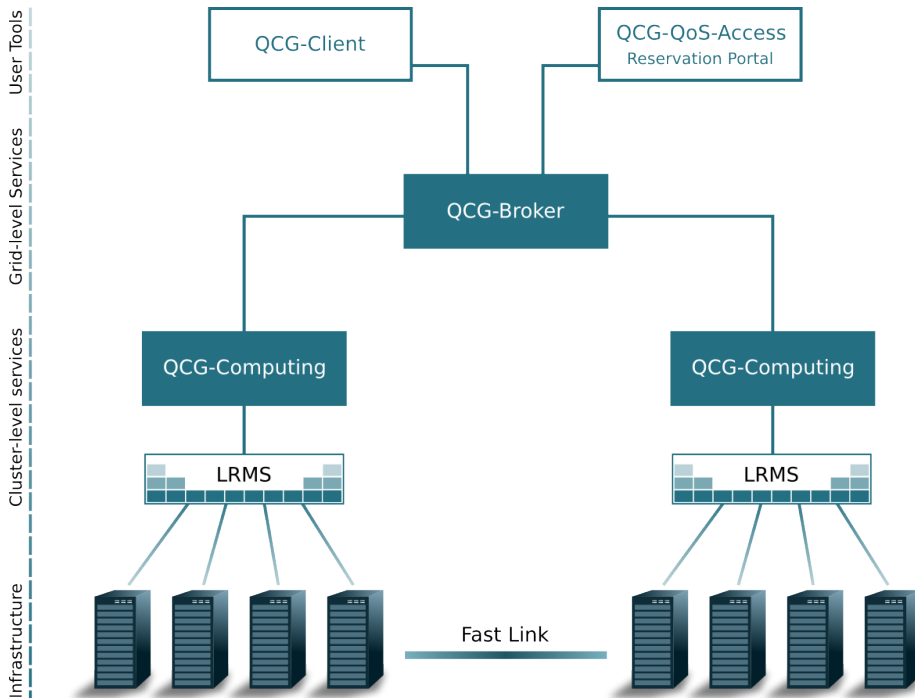 User Tools
QCG-Client
QCG-QoS-Access
Reservation Portal
Grid-level Services
QCG-Broker
Cluster-level services
QCG-Computing
QCG-Computing
LRMS
LRMS
Infrastructure
Fast Link